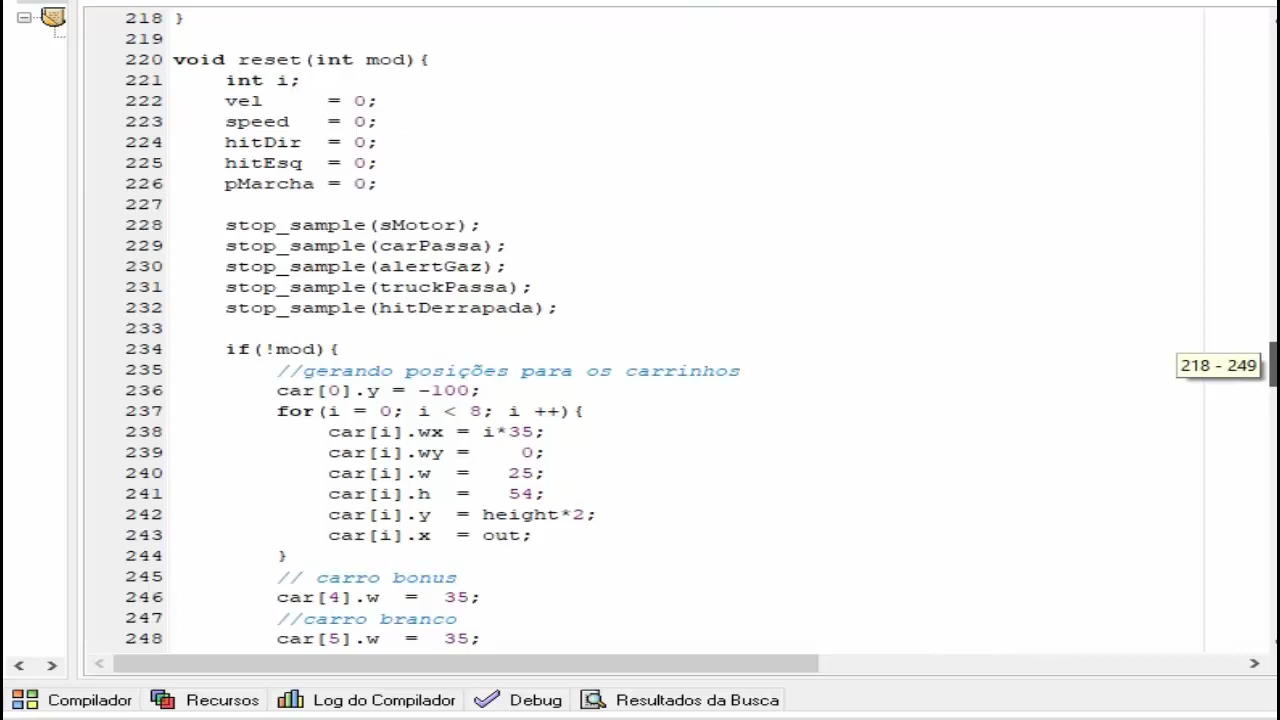 218 }
219
220 void reset(int mod){
221     int i;
222     vel     = 0;
223     speed   = 0;
224     hitDir  = 0;
225     hitEsq  = 0;
226     pMarcha = 0;
227
228     stop_sample(sMotor);
229     stop_sample(carPassa);
230     stop_sample(alertGaz);
231     stop_sample(truckPassa);
232     stop_sample(hitDerrapada);
233
234     if(!mod){
235         //gerando posições para os carrinhos
236         car[0].y = -100;
237         for(i = 0; i < 8; i ++){
238             car[i].wx = i*35;
239             car[i].wy =    0;
240             car[i].w  =   25;
241             car[i].h  =   54;
242             car[i].y  = height*2;
243             car[i].x  = out;
244         }
245         // carro bonus
246         car[4].w  =  35;
247         //carro branco
248         car[5].w  =  35;
218 - 249
Compilador Recursos Log do Compilador Debug Resultados da Busca